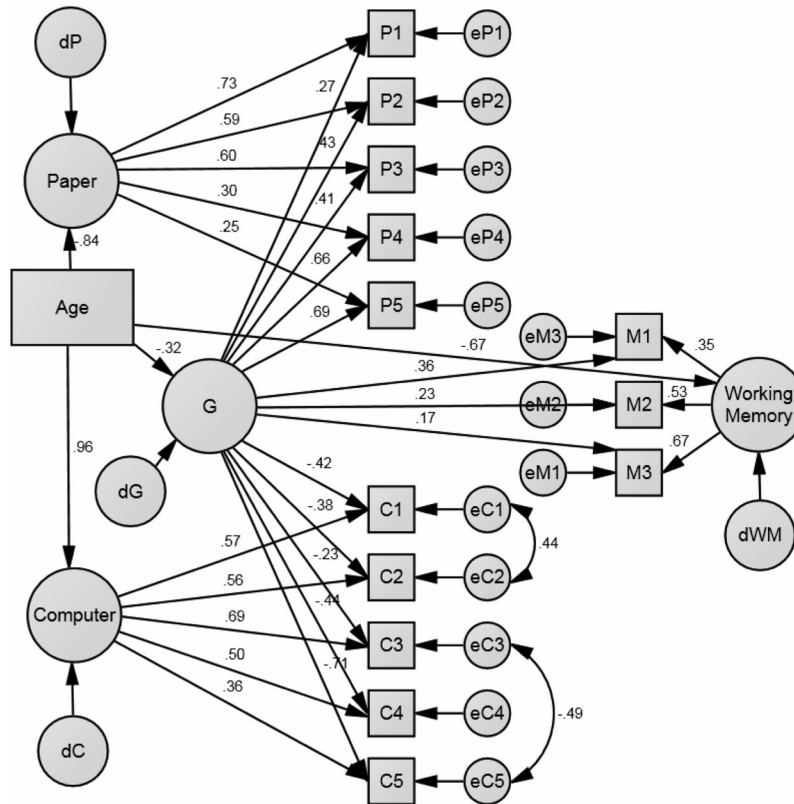 P1
eP1
dP
.73
.27
P2
eP2
.59
.43
P3
eP3
Paper
.60
.41
.30
P4
eP4
.25
.66
-.84
P5
eP5
.69
Age
eM3
M1
-.67
.35
-.32
.36
Working
Memory
G
.23
eM2
M2
.53
.17
.67
.96
eM1
M3
-.42
dG
-.38
C1
eC1
dWM
.57
.44
-.23
.56
C2
eC2
-.44
Computer
.69
C3
eC3
-.71
.50
.36
C4
eC4
-.49
dC
C5
eC5